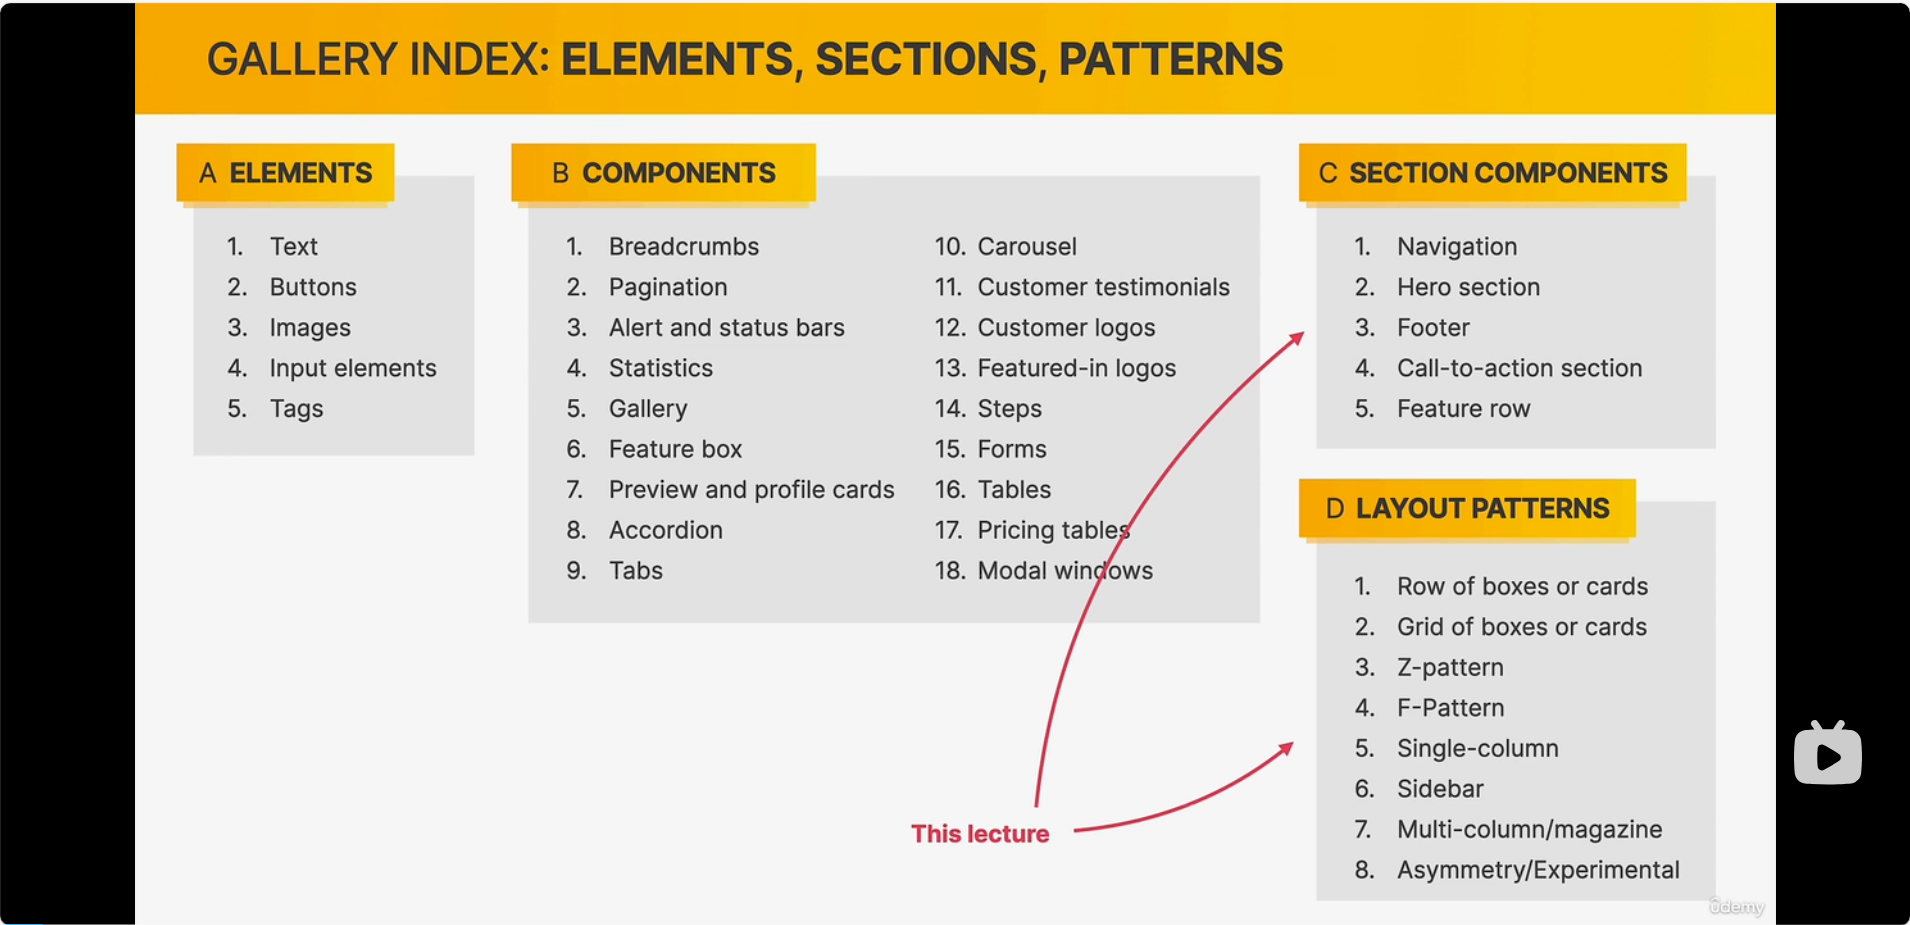 GALLERY INDEX: ELEMENTS, SECTIONS, PATTERNS
A ELEMENTS
1. Text
2. Buttons
3. Images
4. Input elements
5. Tags
B COMPONENTS
1. Breadcrumbs
2. Pagination
3. Alert and status bars
4. Statistics
5. Gallery
6. Feature box
7. Preview and profile cards
8. Accordion
9. Tabs
10. Carousel
11. Customer testimonials
12. Customer logos
13. Featured-in logos
14. Steps
15. Forms
16. Tables
17. Pricing tables
18. Modal windows
C SECTION COMPONENTS
1. Navigation
2. Hero section
3. Footer
4. Call-to-action section
5. Feature row
D LAYOUT PATTERNS
1. Row of boxes or cards
2. Grid of boxes or cards
3. Z-pattern
4. F-Pattern
5. Single-column
6. Sidebar
7. Multi-column/magazine
8. Asymmetry/Experimental
This lecture
ûdemy